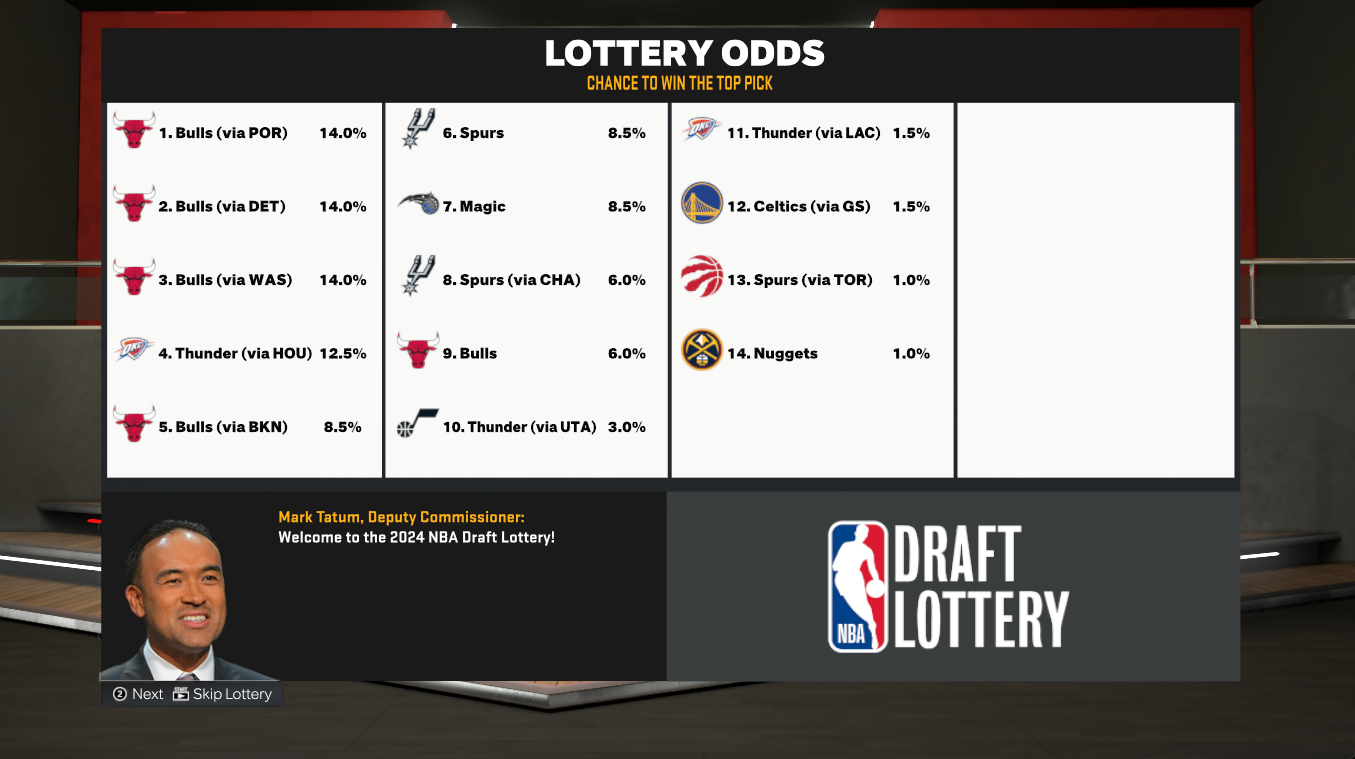 LOTTERY ODDS
CHANCE TO WIN THE TOP PICK
1. Bulls (via POR) 14.0%
2. Bulls (via DET) 14.0%
3. Bulls (via WAS) 14.0%
4. Thunder (via HOU) 12.5%
5. Bulls (via BKN) 8.5%
6. Spurs 8.5%
7. Magic 8.5%
8. Spurs (via CHA) 6.0%
9. Bulls 6.0%
10. Thunder (via UTA) 3.0%
11. Thunder (via LAC) 1.5%
12. Celtics (via GS) 1.5%
13. Spurs (via TOR) 1.0%
14. Nuggets 1.0%
Mark Tatum, Deputy Commissioner:
Welcome to the 2024 NBA Draft Lottery!
NBA
DRAFT
LOTTERY
2 Next START Skip Lottery